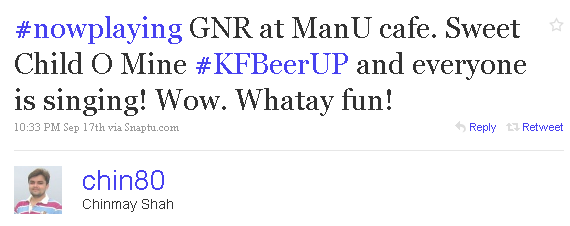 #nowplaying GNR at ManU cafe. Sweet
Child O Mine #KFBeerUP and everyone
is singing! Wow. Whatay fun!
10:33 PM Sep 17th via Snaptu.com
Reply Retweet
chin80
Chinmay Shah